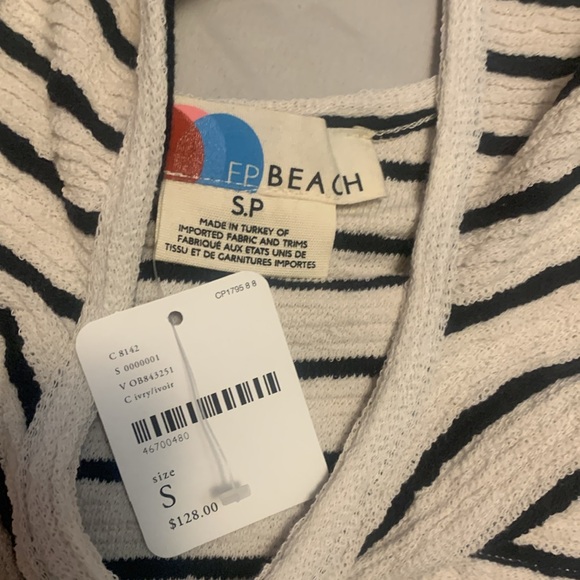 FP BEACH
S.P
MADE IN TURKEY OF
IMPORTED FABRIC AND TRIMS
FABRIQUÉ AUX ETATS UNIS DE
TISSU ET DE GARNITURES IMPORTES
CP1795 8 8
C 8142
S 0000001
V OB843251
C ivry/ivoir
46700480
size
S
$128.00